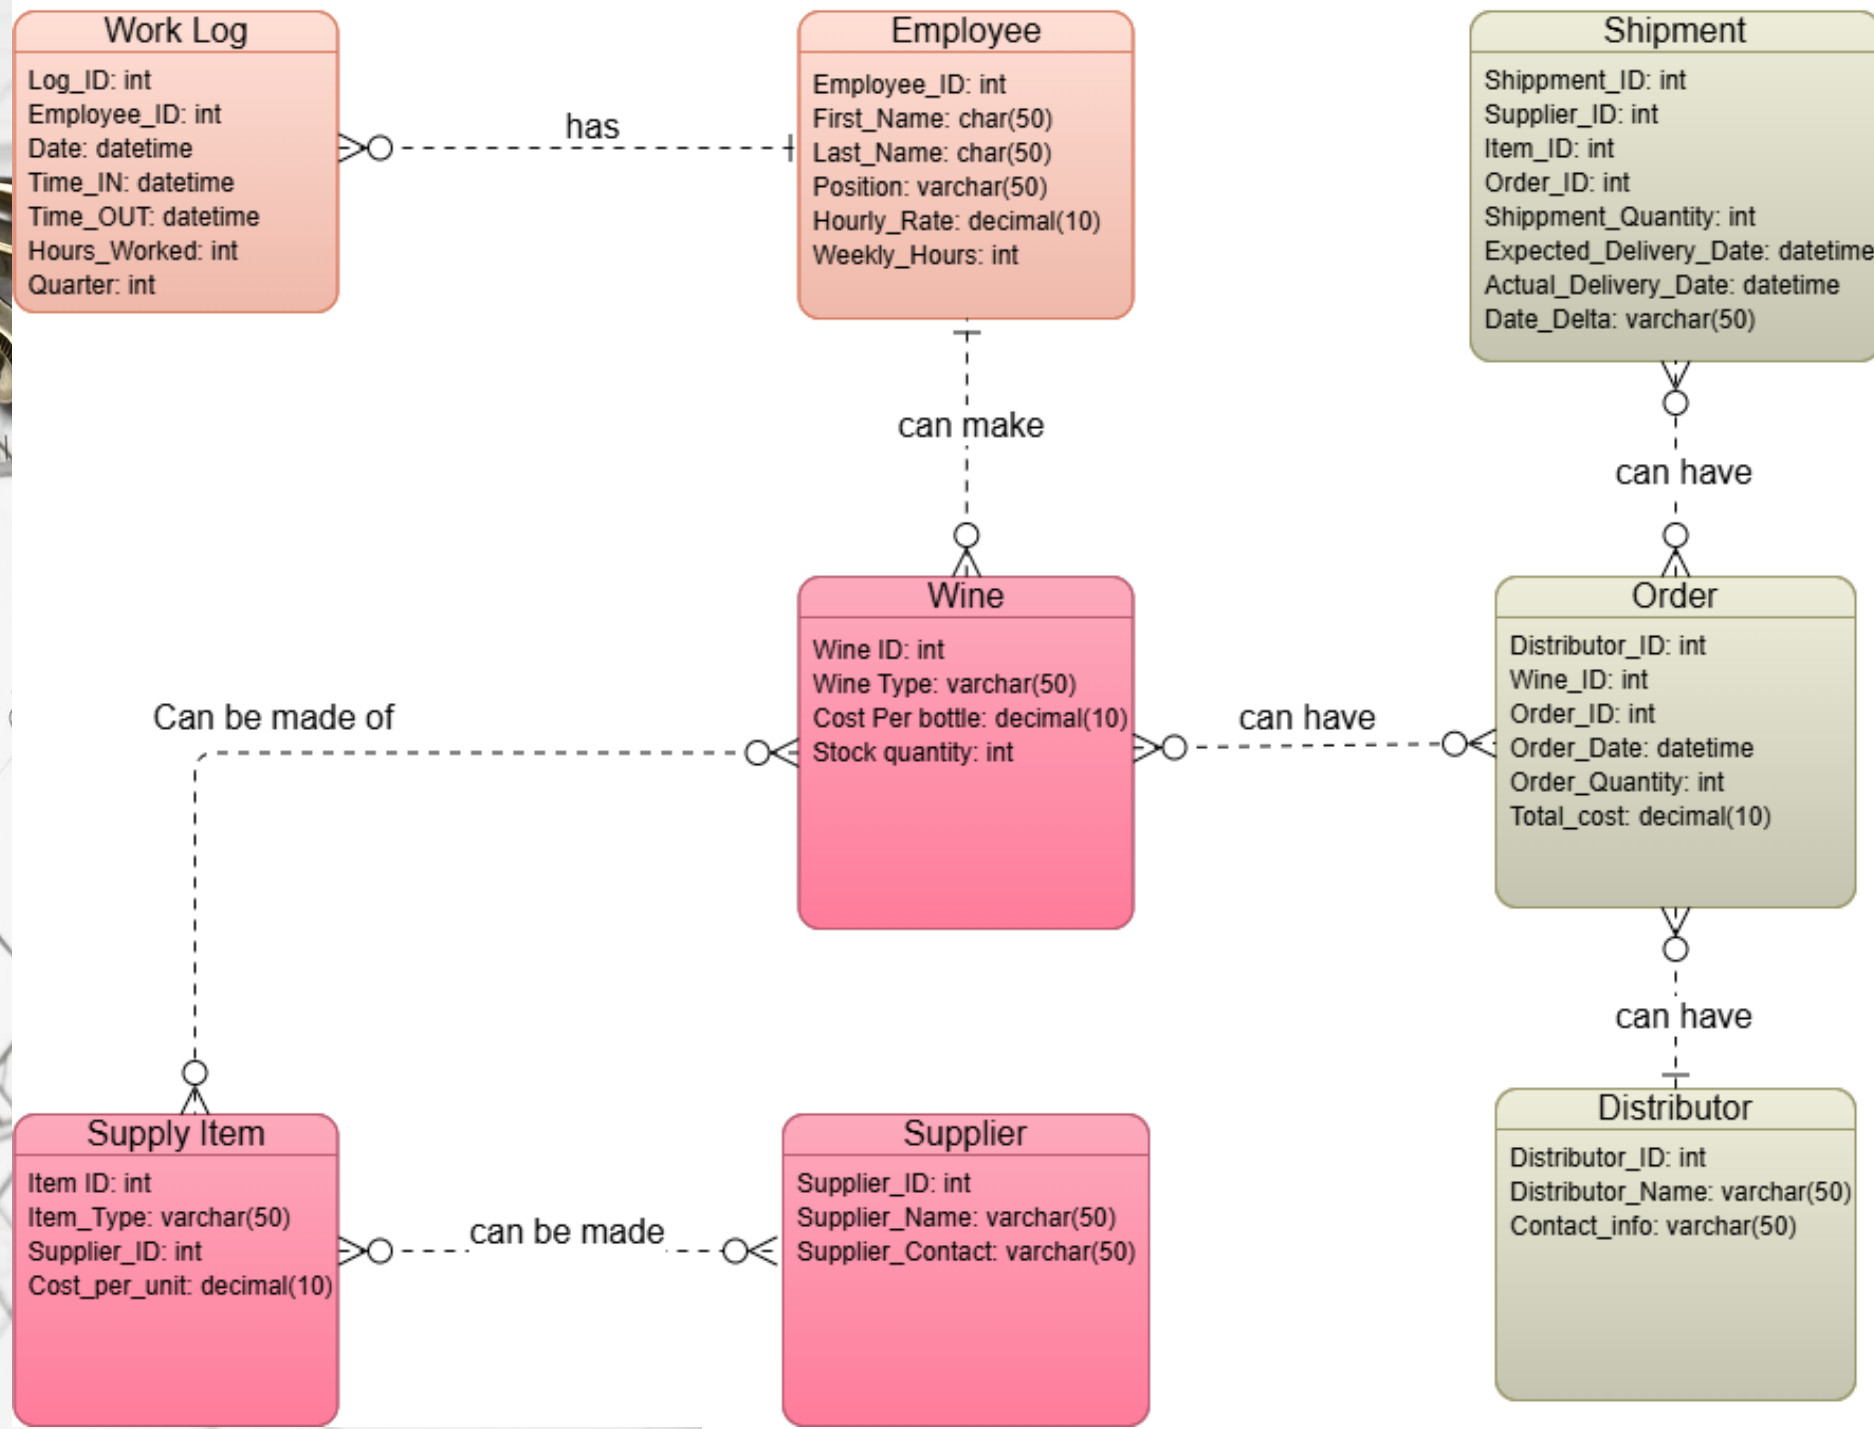 Work Log
Log_ID: int
Employee_ID: int
Date: datetime
Time_IN: datetime
Time_OUT: datetime
Hours_Worked: int
Quarter: int
has
Employee
Employee_ID: int
First_Name: char(50)
Last_Name: char(50)
Position: varchar(50)
Hourly_Rate: decimal(10)
Weekly_Hours: int
Shipment
Shippment_ID: int
Supplier_ID: int
Item_ID: int
Order_ID: int
Shippment_Quantity: int
Expected_Delivery_Date: datetime
Actual_Delivery_Date: datetime
Date_Delta: varchar(50)
can make
can have
Wine
Wine ID: int
Wine Type: varchar(50)
Cost Per bottle: decimal(10)
Stock quantity: int
can have
Order
Distributor_ID: int
Wine_ID: int
Order_ID: int
Order_Date: datetime
Order_Quantity: int
Total_cost: decimal(10)
Can be made of
can have
Supply Item
Item ID: int
Item_Type: varchar(50)
Supplier_ID: int
Cost_per_unit: decimal(10)
can be made
Supplier
Supplier_ID: int
Supplier_Name: varchar(50)
Supplier_Contact: varchar(50)
Distributor
Distributor_ID: int
Distributor_Name: varchar(50)
Contact_info: varchar(50)